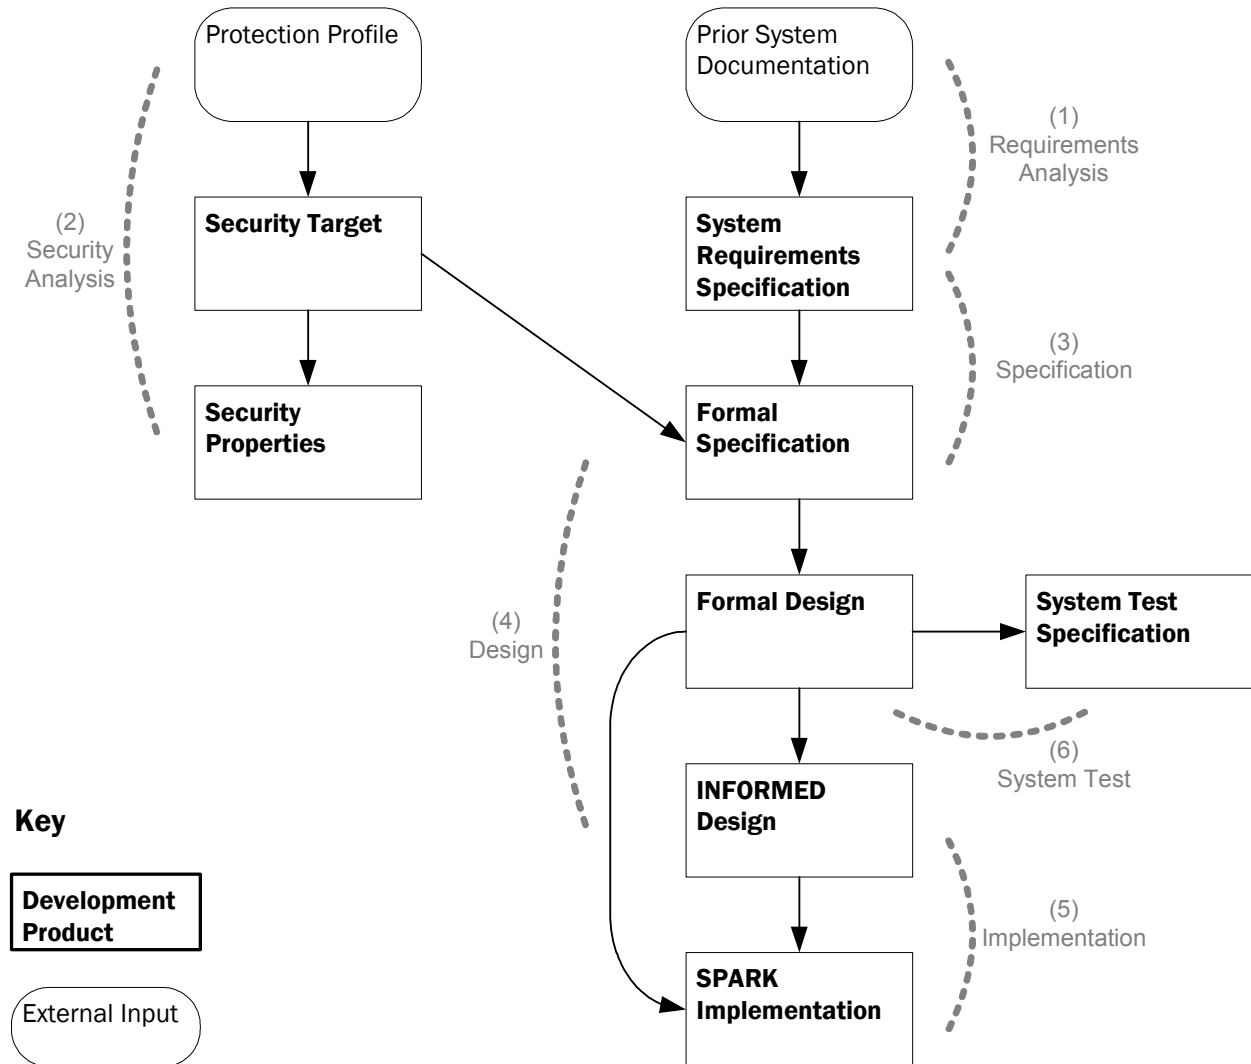 Protection Profile
Prior System
Documentation
(1)
Requirements
Analysis
(2)
Security
Analysis
Security Target
System
Requirements
Specification
(3)
Specification
Security
Properties
Formal
Specification
(4)
Design
Formal Design
System Test
Specification
(6)
System Test
INFORMED
Design
Key
Development
Product
(5)
Implementation
External Input
SPARK
Implementation